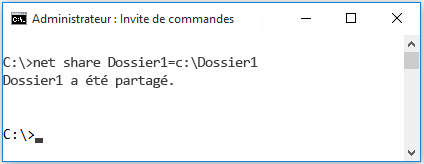 Administrateur : Invite de commandes
C:\>net share Dossier1=c:\Dossier1
Dossier1 a été partagé.
C:\>